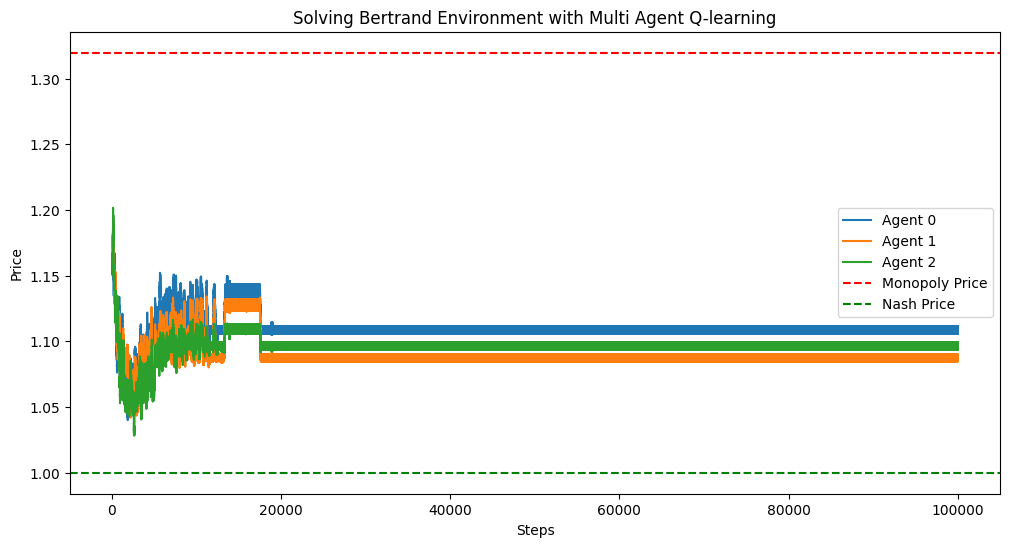 Solving Bertrand Environment with Multi Agent Q-learning
Price
1.30
1.25
1.20
1.15
1.10
1.05
1.00
Agent 0
Agent 1
Agent 2
Monopoly Price
Nash Price
0
20000
40000
60000
80000
100000
Steps